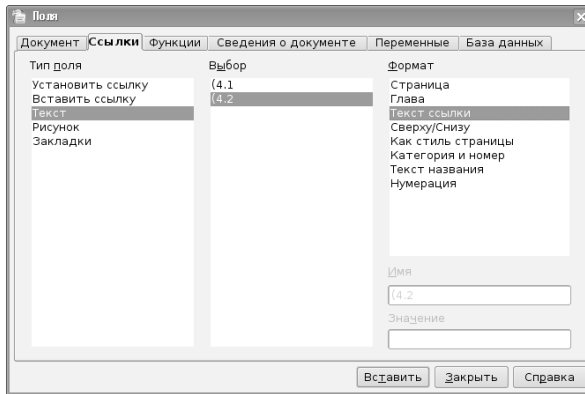 Поля
Документ Ссылки Функции Сведения о документе Переменные База данных
Тип поля
Установить ссылку
Вставить ссылку
Текст
Рисунок
Закладки
Выбор
(4.1
(4.2
Формат
Страница
Глава
Текст ссылки
Сверху/Снизу
Как стиль страницы
Категория и номер
Текст названия
Нумерация
Имя
(4.2
Значение
Вставить Закрыть Справка